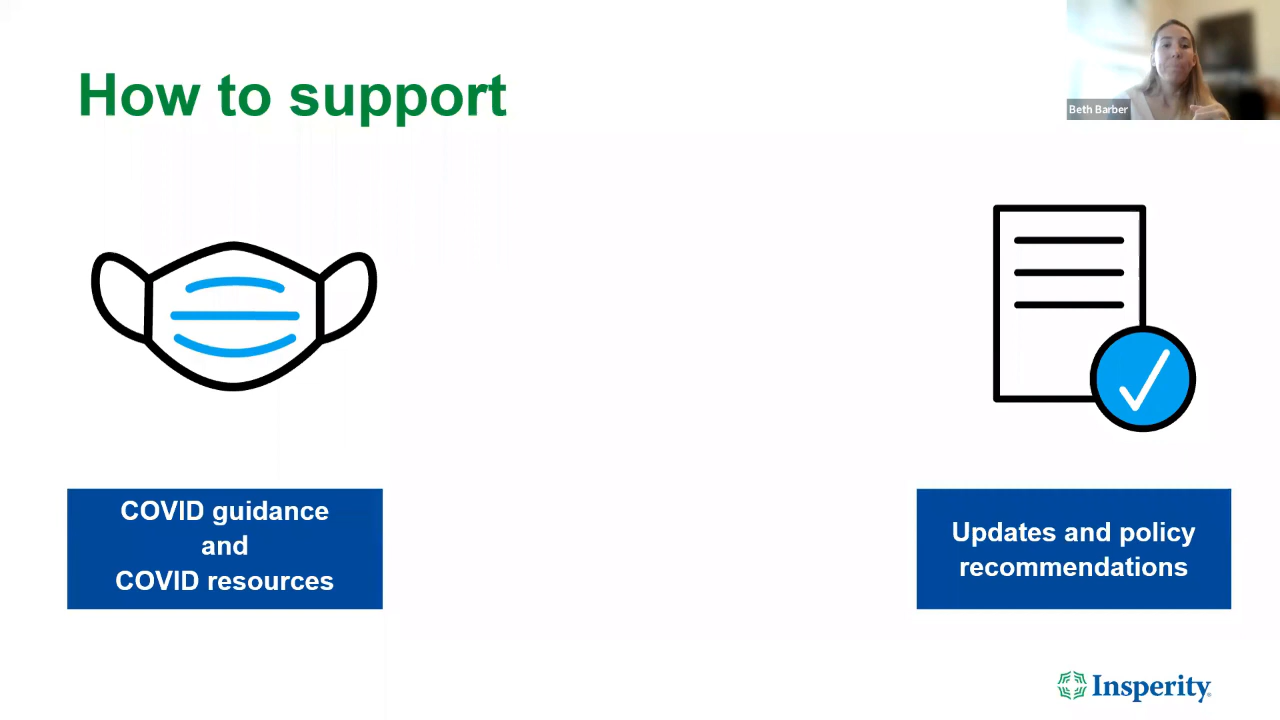 How to support
Beth Barber
COVID guidance
and
COVID resources
Updates and policy
recommendations
Insperity